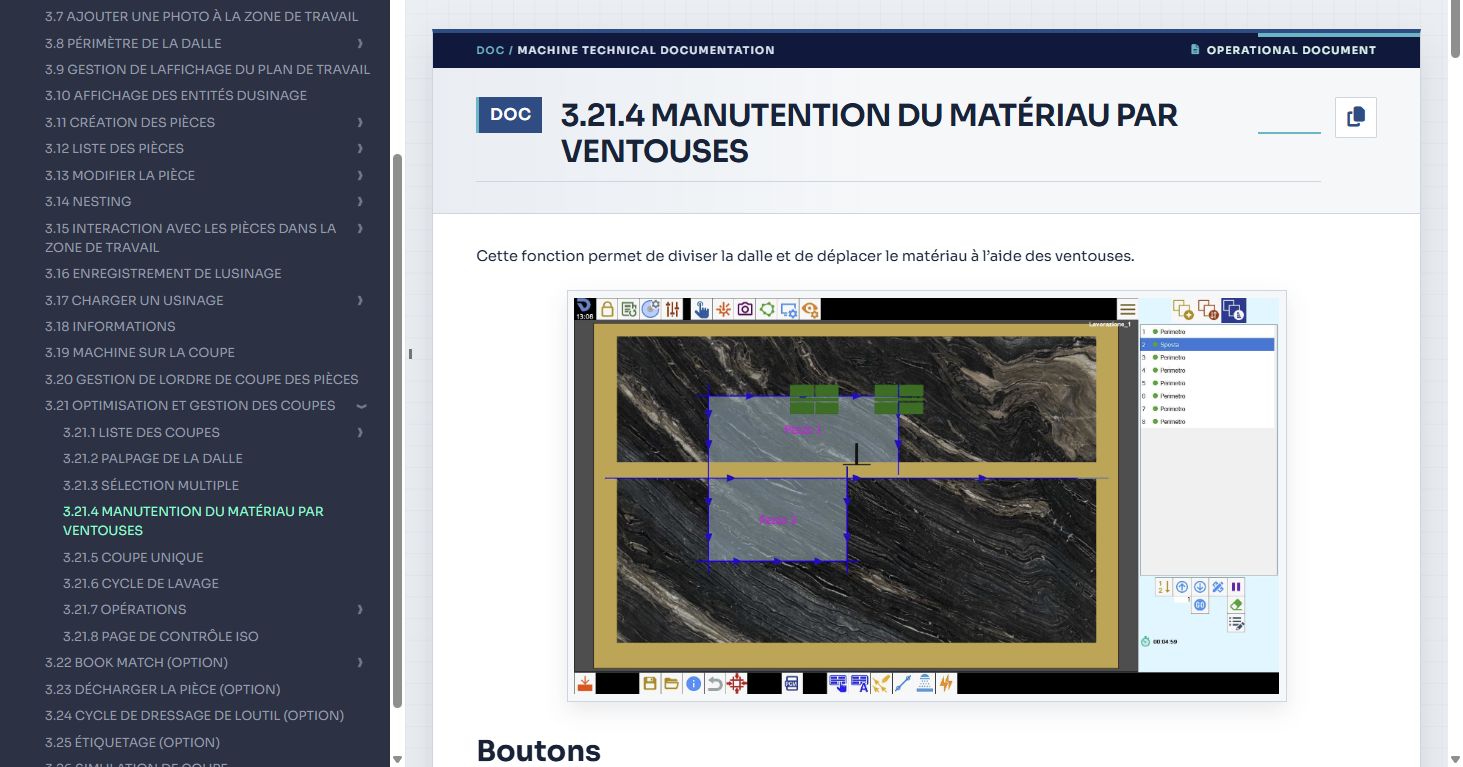 3.7 AJOUTER UNE PHOTO À LA ZONE DE TRAVAIL
3.8 PÉRIMÈTRE DE LA DALLE
3.9 GESTION DE LAFFICHAGE DU PLAN DE TRAVAIL
3.10 AFFICHAGE DES ENTITÉS DUSINAGE
3.11 CRÉATION DES PIÈCES
3.12 LISTE DES PIÈCES
3.13 MODIFIER LA PIÈCE
3.14 NESTING
3.15 INTERACTION AVEC LES PIÈCES DANS LA
ZONE DE TRAVAIL
3.16 ENREGISTREMENT DE LUSINAGE
3.17 CHARGER UN USINAGE
3.18 INFORMATIONS
3.19 MACHINE SUR LA COUPE
3.20 GESTION DE LORDRE DE COUPE DES PIÈCES
3.21 OPTIMISATION ET GESTION DES COUPES
3.21.1 LISTE DES COUPES
3.21.2 PALPAGE DE LA DALLE
3.21.3 SÉLECTION MULTIPLE
3.21.4 MANUTENTION DU MATÉRIAU PAR
VENTOUSES
3.21.5 COUPE UNIQUE
3.21.6 CYCLE DE LAVAGE
3.21.7 OPÉRATIONS
3.21.8 PAGE DE CONTRÔLE ISO
3.22 BOOK MATCH (OPTION)
3.23 DÉCHARGER LA PIÈCE (OPTION)
3.24 CYCLE DE DRESSAGE DE LOUTIL (OPTION)
3.25 ÉTIQUETAGE (OPTION)
3.26 SIMULATION DE COUPE
DOC / MACHINE TECHNICAL DOCUMENTATION
OPERATIONAL DOCUMENT
DOC
3.21.4 MANUTENTION DU MATÉRIAU PAR
VENTOUSES
Cette fonction permet de diviser la dalle et de déplacer le matériau à l’aide des ventouses.
13:08
Lavorazione_1
1 Perimetro
2 Sposta
3 Perimetro
4 Perimetro
5 Perimetro
6 Perimetro
7 Perimetro
8 Perimetro
GO
00:04:59
PGM
Boutons